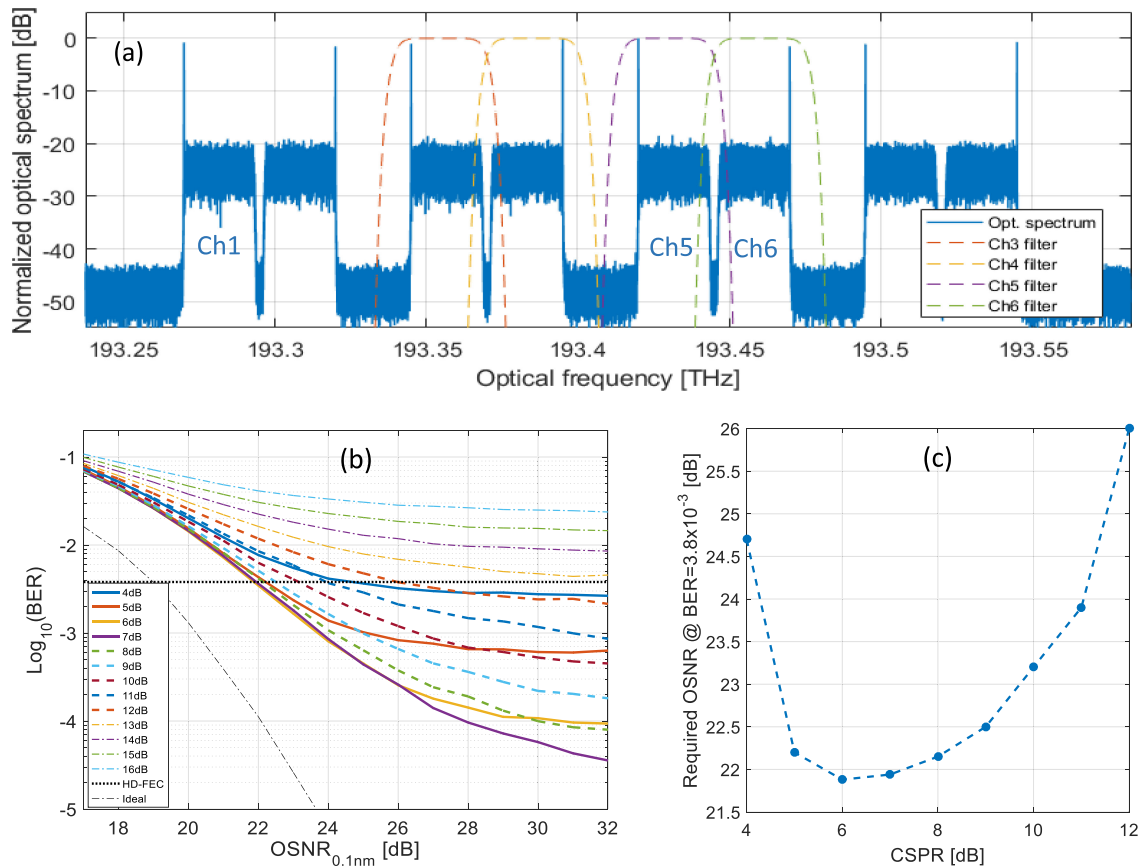 (a)
Normalized optical spectrum [dB]
0
-10
-20
-30
-40
-50
Ch1
Ch5
Ch6
Opt. spectrum
Ch3 filter
Ch4 filter
Ch5 filter
Ch6 filter
193.25
193.3
193.35
193.4
193.45
193.5
193.55
Optical frequency [THz]
(b)
Log10(BER)
-1
-2
-3
-4
-5
4dB
5dB
6dB
7dB
8dB
9dB
10dB
11dB
12dB
13dB
14dB
15dB
16dB
HD-FEC
Ideal
18
20
22
24
26
28
30
32
OSNR0.1nm [dB]
(c)
Required OSNR @ BER=3.8x10-3 [dB]
26
25.5
25
24.5
24
23.5
23
22.5
22
21.5
4
6
8
10
12
CSPR [dB]